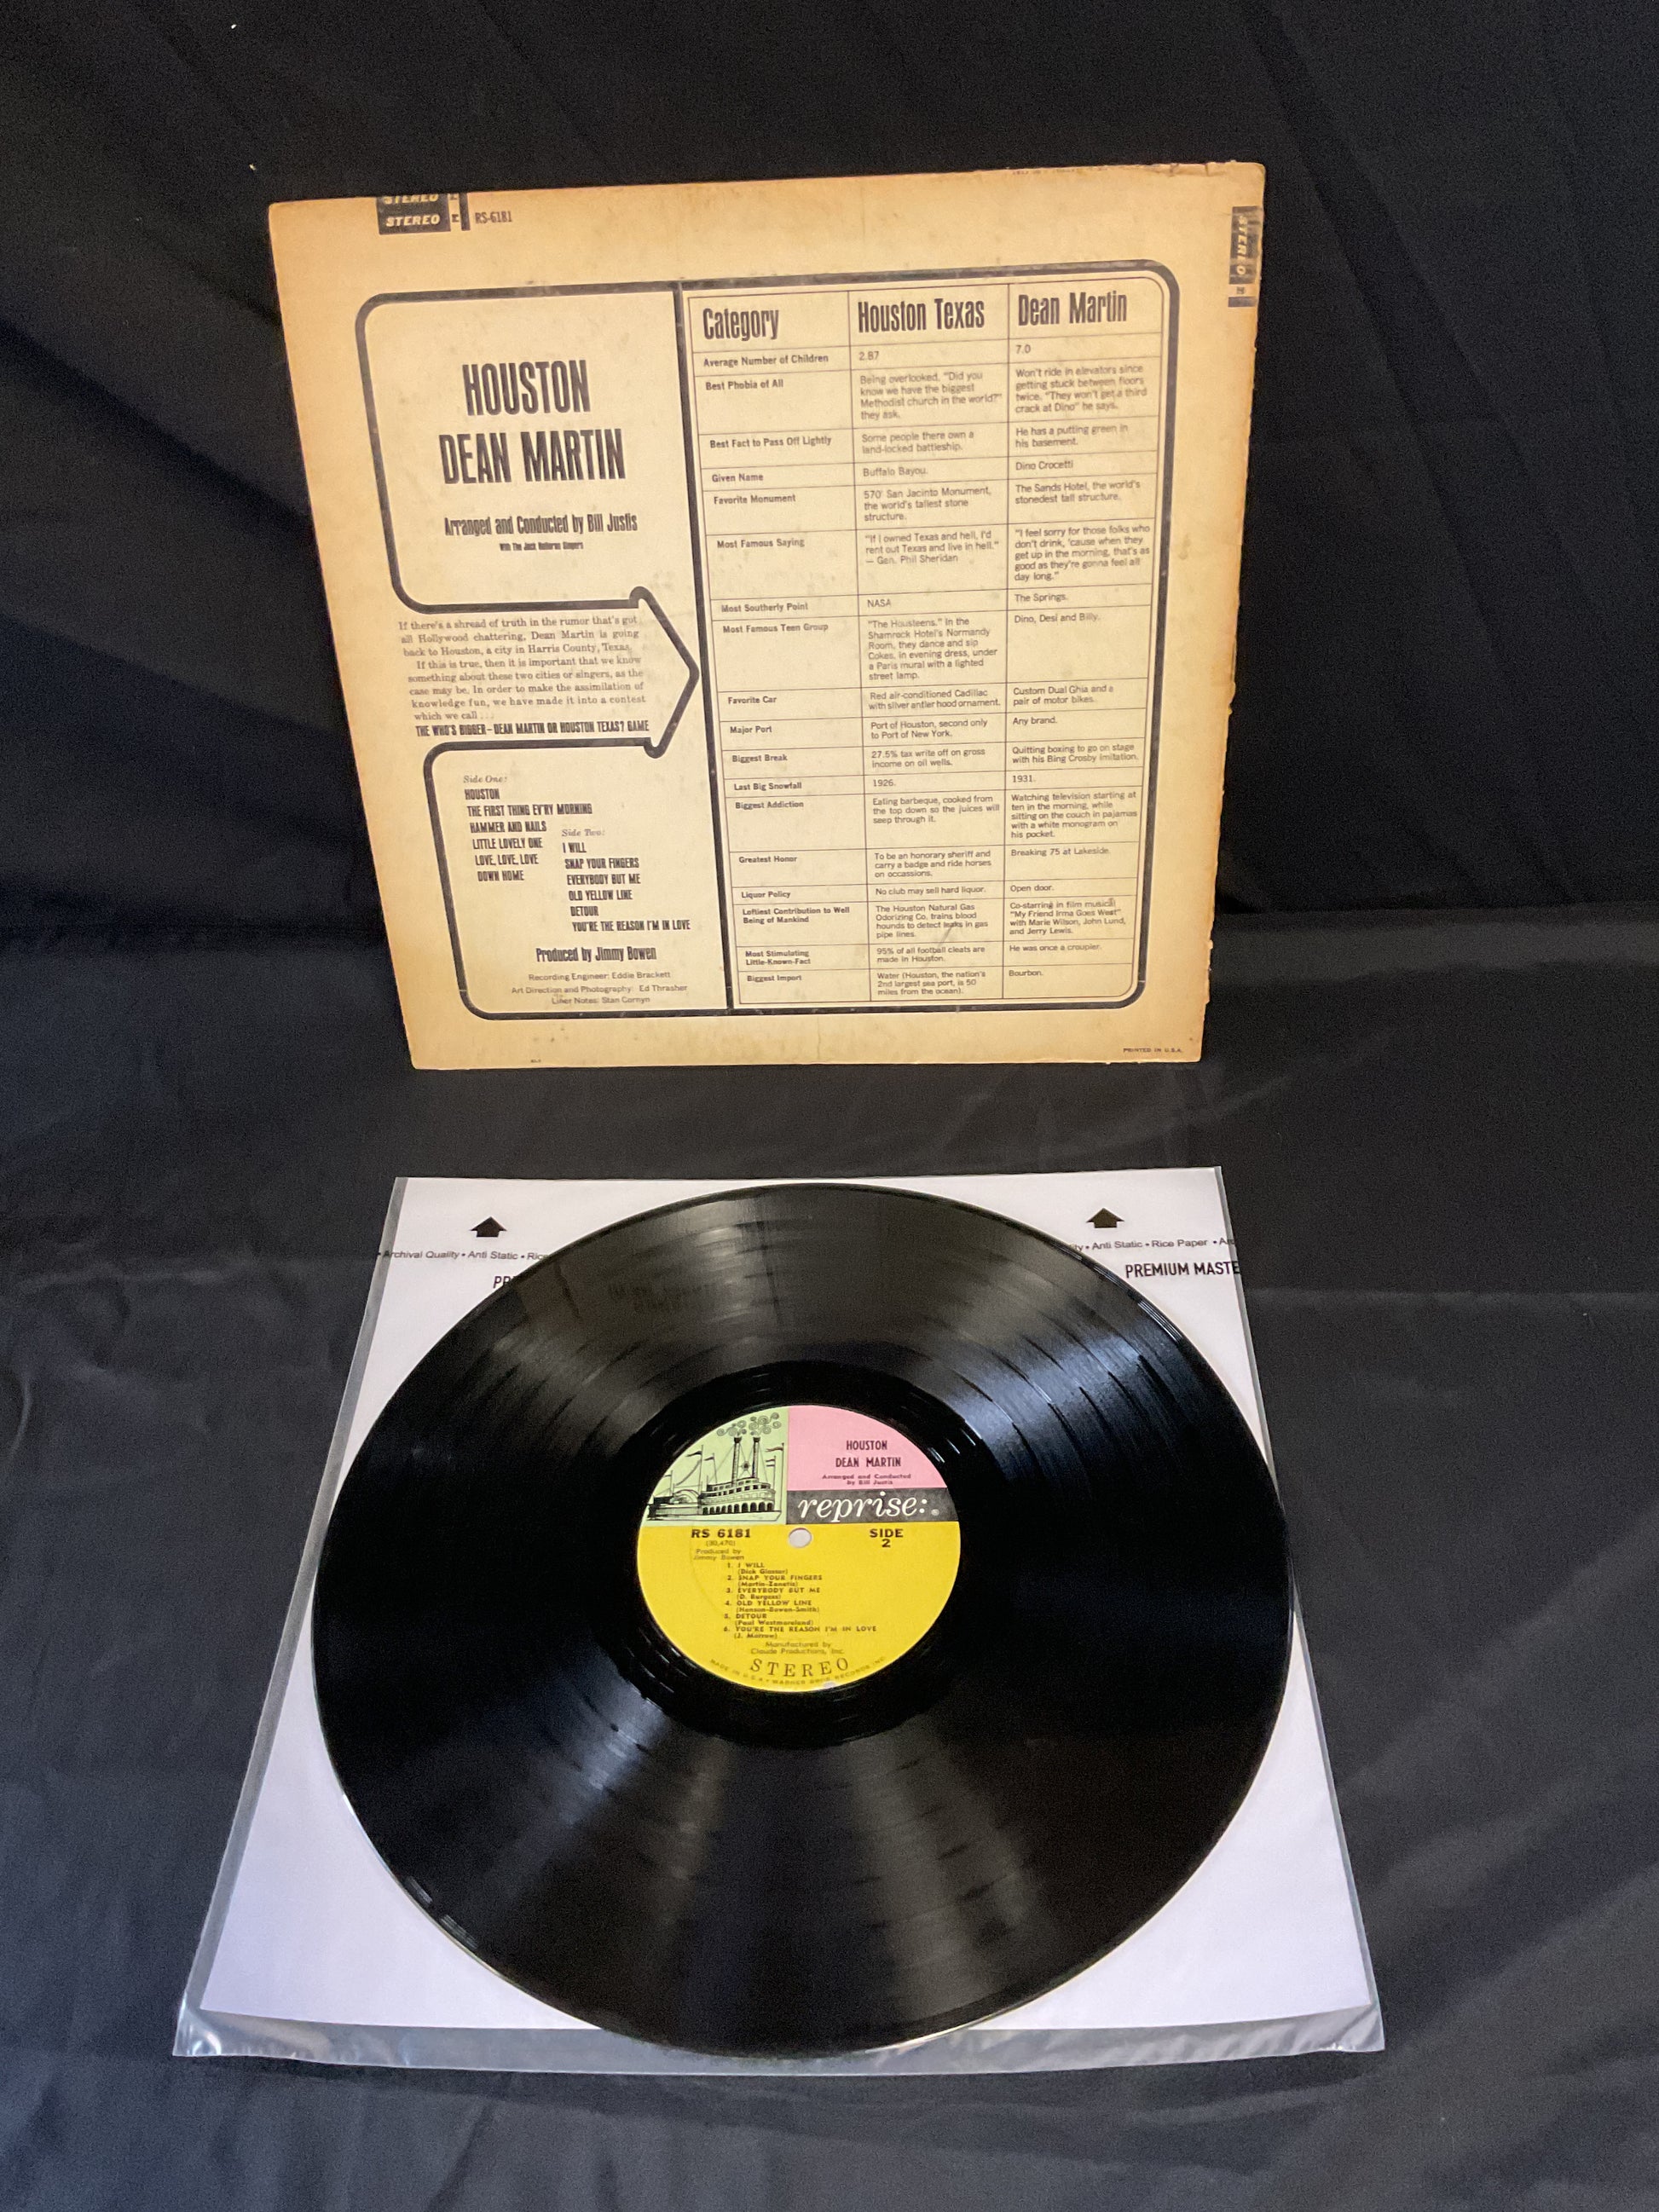 STEREO
STEREO
RS-6181
STEREO
HOUSTON
DEAN MARTIN
Arranged and Conducted by Bill Justis
With The Jack Halloran Singers
If there's a shread of truth in the rumor that's got
all Hollywood chattering, Dean Martin is going
back to Houston, a city in Harris County, Texas.
If this is true, then it is important that we know
something about these two cities or singers, as the
case may be. In order to make the assimilation of
knowledge fun, we have made it into a contest
which we call . . .
THE WHO'S BIGGER – DEAN MARTIN OR HOUSTON TEXAS? GAME
Side One:
HOUSTON
THE FIRST THING EV'RY MORNING
HAMMER AND NAILS
LITTLE LOVELY ONE
LOVE, LOVE, LOVE
DOWN HOME
Side Two:
I WILL
SNAP YOUR FINGERS
EVERYBODY BUT ME
OLD YELLOW LINE
DETOUR
YOU'RE THE REASON I'M IN LOVE
Produced by Jimmy Bowen
Recording Engineer: Eddie Brackett
Art Direction and Photography: Ed Thrasher
Liner Notes: Stan Cornyn
Category
Houston Texas
Dean Martin
Average Number of Children
2.87
7.0
Best Phobia of All
Being overlooked. "Did you
know we have the biggest
Methodist church in the world?"
they ask.
Won't ride in elevators since
getting stuck between floors
twice. "They won't get a third
crack at Dino" he says.
Best Fact to Pass Off Lightly
Some people there own a
land-locked battleship.
He has a putting green in
his basement.
Given Name
Buffalo Bayou.
Dino Crocetti
Favorite Monument
570' San Jacinto Monument,
the world's tallest stone
structure.
The Sands Hotel, the world's
stonedest tall structure.
Most Famous Saying
"If I owned Texas and hell, I'd
rent out Texas and live in hell."
— Gen. Phil Sheridan
"I feel sorry for those folks who
don't drink, 'cause when they
get up in the morning, that's as
good as they're gonna feel all
day long."
Most Southerly Point
NASA
The Springs.
Most Famous Teen Group
"The Housteens." In the
Shamrock Hotel's Normandy
Room, they dance and sip
Cokes, in evening dress, under
a Paris mural with a lighted
street lamp.
Dino, Desi and Billy.
Favorite Car
Red air-conditioned Cadillac
with silver antler hood ornament.
Custom Dual Ghia and a
pair of motor bikes.
Major Port
Port of Houston, second only
to Port of New York.
Any brand.
Biggest Break
27.5% tax write off on gross
income on oil wells.
Quitting boxing to go on stage
with his Bing Crosby imitation.
Last Big Snowfall
1926.
1931.
Biggest Addiction
Eating barbeque, cooked from
the top down so the juices will
seep through it.
Watching television starting at
ten in the morning, while
sitting on the couch in pajamas
with a white monogram on
his pocket.
Greatest Honor
To be an honorary sheriff and
carry a badge and ride horses
on occassions.
Breaking 75 at Lakeside.
Liquor Policy
No club may sell hard liquor.
Open door.
Loftiest Contribution to Well
Being of Mankind
The Houston Natural Gas
Odorizing Co. trains blood
hounds to detect leaks in gas
pipe lines.
Co-starring in film musical
"My Friend Irma Goes West"
with Marie Wilson, John Lund,
and Jerry Lewis.
Most Stimulating
Little-Known-Fact
95% of all football cleats are
made in Houston.
He was once a croupier.
Biggest Import
Water (Houston, the nation's
2nd largest sea port, is 50
miles from the ocean).
Bourbon.
PRINTED IN U.S.A.
Archival Quality • Anti Static • Rice
• Anti Static • Rice Paper •
PREMIUM MASTE
HOUSTON
DEAN MARTIN
Arranged and Conducted
by Bill Justis
reprise:
RS 6181
(30,470)
SIDE
2
Produced by
Jimmy Bowen
1. I WILL
(Dick Glasser)
2. SNAP YOUR FINGERS
(Martin-Zanetis)
3. EVERYBODY BUT ME
(D. Burgess)
4. OLD YELLOW LINE
(Hanson-Bowen-Smith)
5. DETOUR
(Paul Westmoreland)
6. YOU'RE THE REASON I'M IN LOVE
(J. Morrow)
Manufactured by
Claude Productions, Inc.
STEREO
MADE IN U.S.A. WARNER BROS. RECORDS INC.